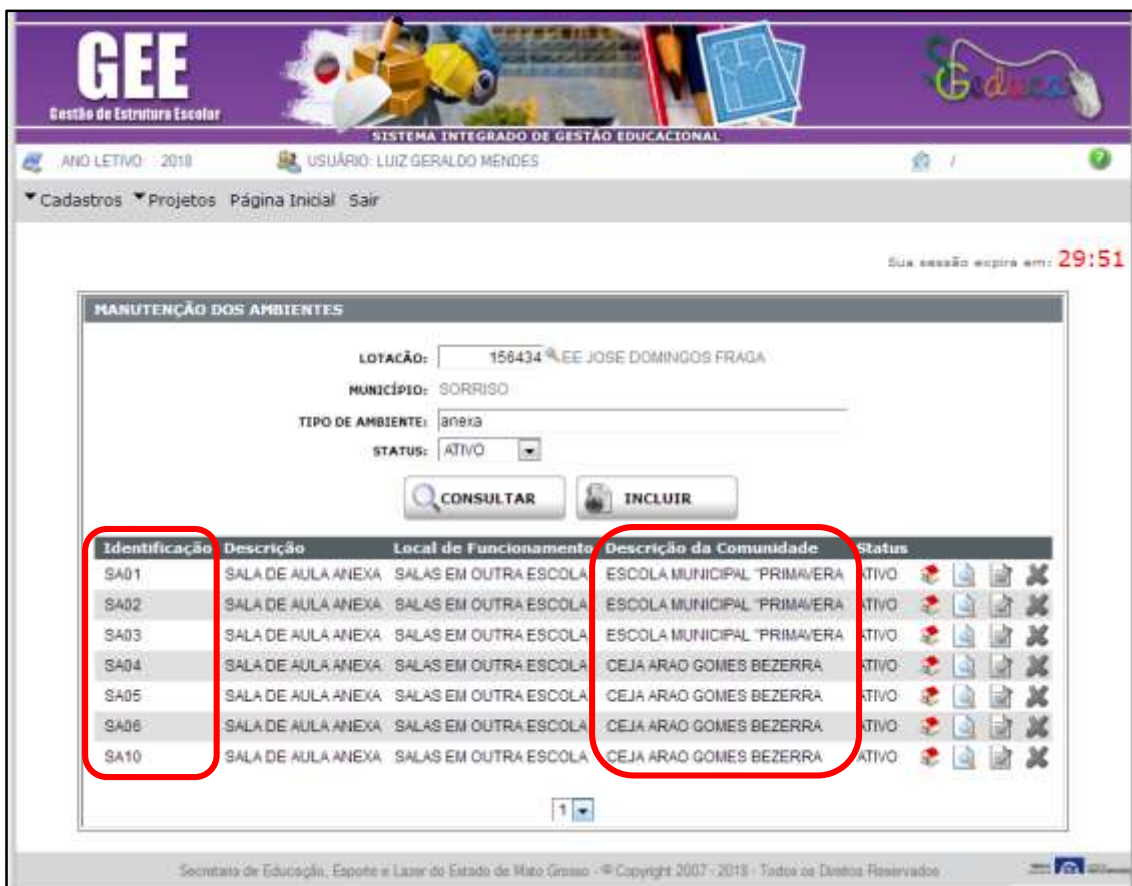 GEE
Gestão de Estrutura Escolar
SIGeduca
SISTEMA INTEGRADO DE GESTÃO EDUCACIONAL
ANO LETIVO: 2018 USUÁRIO: LUIZ GERALDO MENDES /
Cadastros Projetos Página Inicial Sair
Sua sessão expira em: 29:51
MANUTENÇÃO DOS AMBIENTES
LOTACÃO: 156434 EE JOSE DOMINGOS FRAGA
MUNICÍPIO: SORRISO
TIPO DE AMBIENTE: anexa
STATUS: ATIVO
CONSULTAR INCLUIR
Identificação Descrição Local de Funcionamento Descrição da Comunidade Status
SA01 SALA DE AULA ANEXA SALAS EM OUTRA ESCOLA ESCOLA MUNICIPAL "PRIMAVERA ATIVO
SA02 SALA DE AULA ANEXA SALAS EM OUTRA ESCOLA ESCOLA MUNICIPAL "PRIMAVERA ATIVO
SA03 SALA DE AULA ANEXA SALAS EM OUTRA ESCOLA ESCOLA MUNICIPAL "PRIMAVERA ATIVO
SA04 SALA DE AULA ANEXA SALAS EM OUTRA ESCOLA CEJA ARAO GOMES BEZERRA ATIVO
SA05 SALA DE AULA ANEXA SALAS EM OUTRA ESCOLA CEJA ARAO GOMES BEZERRA ATIVO
SA06 SALA DE AULA ANEXA SALAS EM OUTRA ESCOLA CEJA ARAO GOMES BEZERRA ATIVO
SA10 SALA DE AULA ANEXA SALAS EM OUTRA ESCOLA CEJA ARAO GOMES BEZERRA ATIVO
1
Secretaria de Educação, Esporte e Lazer do Estado de Mato Grosso - © Copyright 2007 - 2018 - Todos os Direitos Reservados